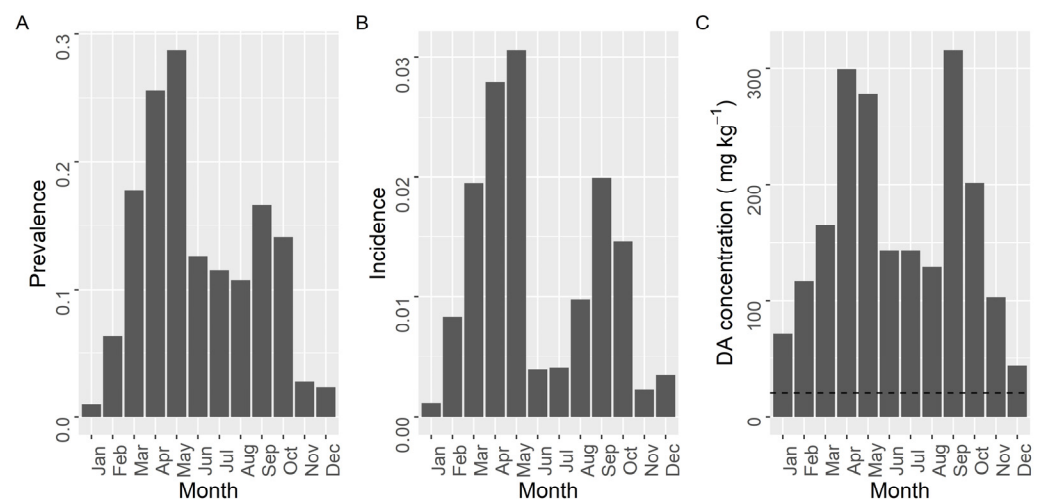 A
Prevalence
0.3
0.2
0.1
0.0
Jan Feb Mar Apr May Jun Jul Aug Sep Oct Nov Dec
Month
B
Incidence
0.03
0.02
0.01
0.00
Jan Feb Mar Apr May Jun Jul Aug Sep Oct Nov Dec
Month
C
DA concentration ( mg kg⁻¹)
300
200
100
0
Jan Feb Mar Apr May Jun Jul Aug Sep Oct Nov Dec
Month